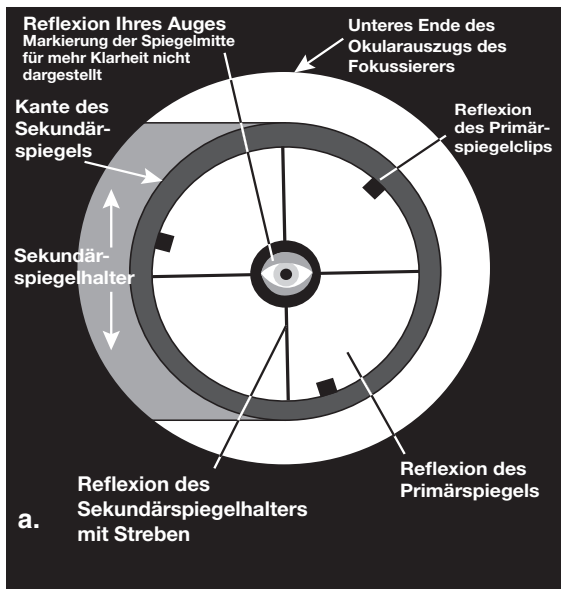 Reflexion Ihres Auges
Markierung der Spiegelmitte
für mehr Klarheit nicht
dargestellt
Unteres Ende des
Okularauszugs des
Fokussierers
Kante des
Sekundär-
spiegels
Reflexion
des Primär-
spiegelclips
Sekundär-
spiegelhalter
Reflexion des
Sekundärspiegelhalters
mit Streben
Reflexion des
Primärspiegels
a.